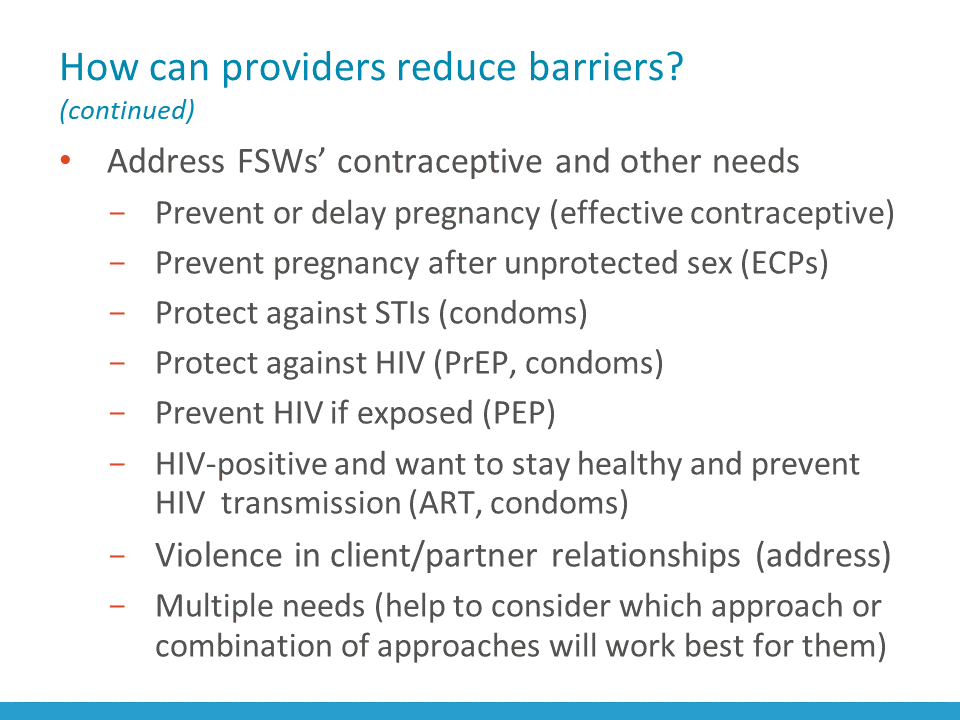 How can providers reduce barriers?
(continued)
• Address FSWs’ contraceptive and other needs
− Prevent or delay pregnancy (effective contraceptive)
− Prevent pregnancy after unprotected sex (ECPs)
− Protect against STIs (condoms)
− Protect against HIV (PrEP, condoms)
− Prevent HIV if exposed (PEP)
− HIV-positive and want to stay healthy and prevent
HIV  transmission (ART, condoms)
− Violence in client/partner relationships (address)
− Multiple needs (help to consider which approach or
combination of approaches will work best for them)